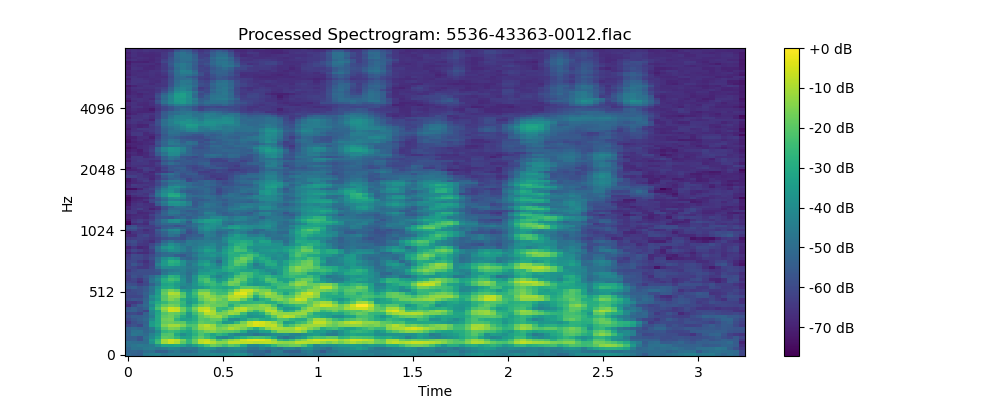 Processed Spectrogram: 5536-43363-0012.flac
Hz
4096
2048
1024
512
0
0
0.5
1
1.5
2
2.5
3
Time
+0 dB
-10 dB
-20 dB
-30 dB
-40 dB
-50 dB
-60 dB
-70 dB